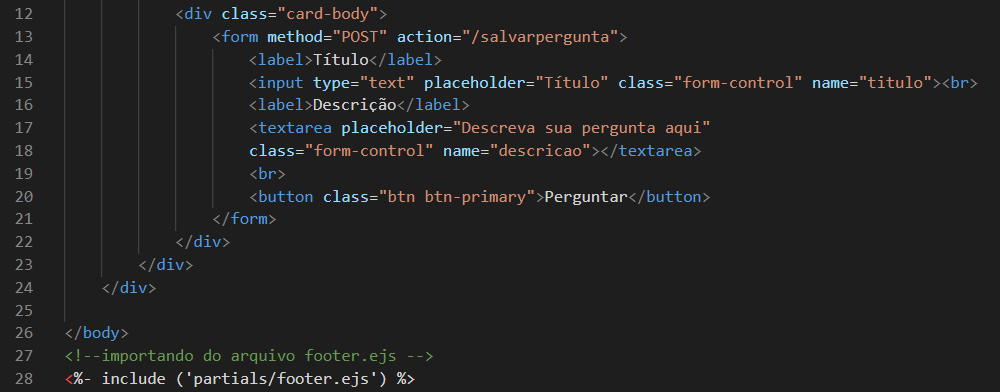 12 <div class="card-body">
13 <form method="POST" action="/salvarpergunta">
14 <label>Título</label>
15 <input type="text" placeholder="Título" class="form-control" name="titulo"><br>
16 <label>Descrição</label>
17 <textarea placeholder="Descreva sua pergunta aqui"
18 class="form-control" name="descricao"></textarea>
19 <br>
20 <button class="btn btn-primary">Perguntar</button>
21 </form>
22 </div>
23 </div>
24 </div>
25
26 </body>
27 <!--importando do arquivo footer.ejs -->
28 <%- include ('partials/footer.ejs') %>